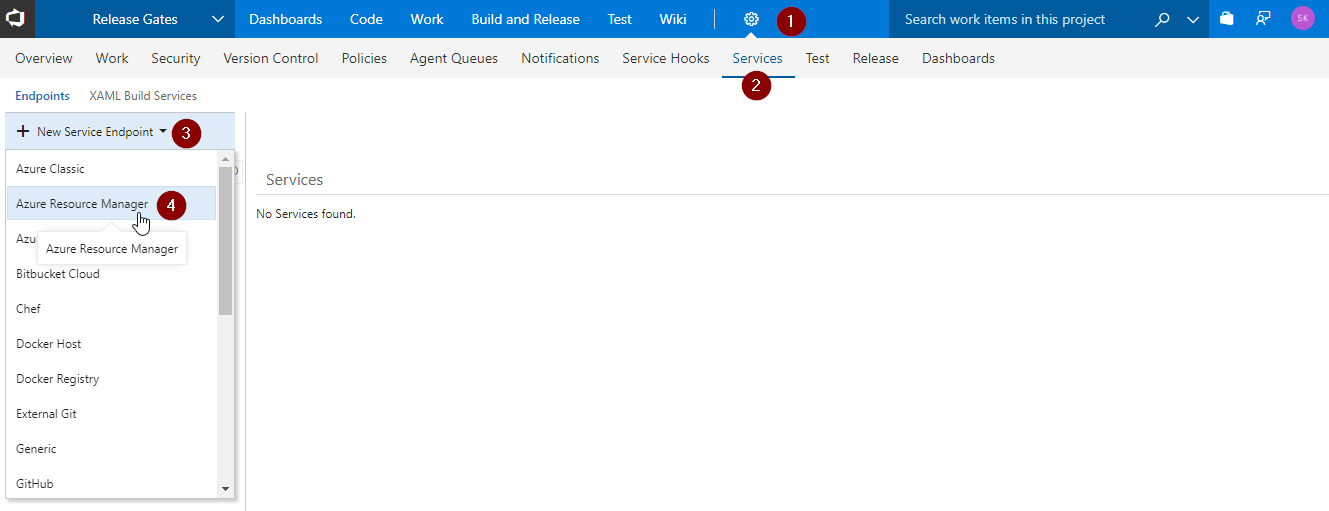 Release Gates Dashboards Code Work Build and Release Test Wiki 1 Search work items in this project SK
Overview Work Security Version Control Policies Agent Queues Notifications Service Hooks Services Test Release Dashboards
2
Endpoints XAML Build Services
+ New Service Endpoint 3
Azure Classic
Services
Azure Resource Manager 4
No Services found.
Azu
Azure Resource Manager
Bitbucket Cloud
Chef
Docker Host
Docker Registry
External Git
Generic
GitHub